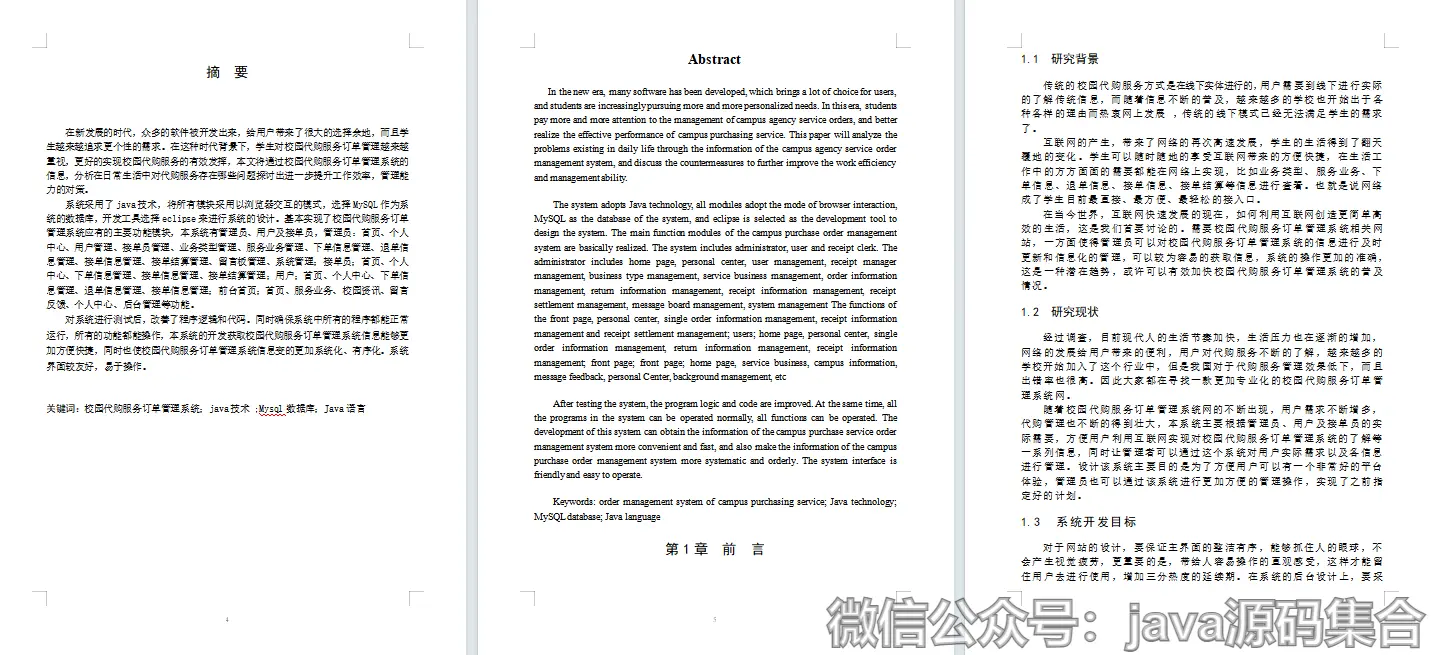 摘 要
在新发展的时代，众多的软件被开发出来，给用户带来了很大的选择余地，而且学
生越来越追求更个性的需求。在这种时代背景下，学生对校园代购服务订单管理越来越
重视，更好的实现校园代购服务的有效发挥，本文将通过校园代购服务订单管理系统的
信息，分析在日常生活中对代购服务存在哪些问题探讨出进一步提升工作效率，管理能
力的对策。
系统采用了java技术，将所有模块采用以浏览器交互的模式，选择MySQL作为系
统的数据库，开发工具选择eclipse来进行系统的设计。基本实现了校园代购服务订单
管理系统应有的主要功能模块，本系统有管理员、用户及接单员，管理员：首页、个人
中心、用户管理、接单员管理、业务类型管理、服务业务管理、下单信息管理、退单信
息管理、接单信息管理、接单结算管理、留言板管理、系统管理；接单员；首页、个人
中心、下单信息管理、接单信息管理、接单结算管理；用户；首页、个人中心、下单信
息管理、退单信息管理、接单信息管理；前台首页；首页、服务业务、校园资讯、留言
反馈、个人中心、后台管理等功能。
对系统进行测试后，改善了程序逻辑和代码。同时确保系统中所有的程序都能正常
运行，所有的功能都能操作，本系统的开发获取校园代购服务订单管理系统信息能够更
加方便快捷，同时也使校园代购服务订单管理系统信息变的更加系统化、有序化。系统
界面较友好，易于操作。
关键词：校园代购服务订单管理系统；java技术 ;Mysql数据库；Java语言
4
Abstract
In the new era, many software has been developed, which brings a lot of choice for users,
and students are increasingly pursuing more and more personalized needs. In this era, students
pay more and more attention to the management of campus agency service orders, and better
realize the effective performance of campus purchasing service. This paper will analyze the
problems existing in daily life through the information of the campus agency service order
management system, and discuss the countermeasures to further improve the work efficiency
and management ability.
The system adopts Java technology, all modules adopt the mode of browser interaction,
MySQL as the database of the system, and eclipse is selected as the development tool to
design the system. The main function modules of the campus purchase order management
system are basically realized. The system includes administrator, user and receipt clerk. The
administrator includes home page, personal center, user management, receipt manager
management, business type management, service business management, order information
management, return information management, receipt information management, receipt
settlement management, message board management, system management The functions of
the front page, personal center, single order information management, receipt information
management and receipt settlement management; users; home page, personal center, single
order information management, return information management, receipt information
management; front page; front page; home page, service business, campus information,
message feedback, personal Center, background management, etc
After testing the system, the program logic and code are improved. At the same time, all
the programs in the system can be operated normally, all functions can be operated. The
development of this system can obtain the information of the campus purchase service order
management system more convenient and fast, and also make the information of the campus
purchase order management system more systematic and orderly. The system interface is
friendly and easy to operate.
Keywords: order management system of campus purchasing service; Java technology;
MySQL database; Java language
第 1 章 前 言
5
1.1 研究背景
传统的校园代购服务方式是在线下实体进行的，用户需要到线下进行实际
的了解传统信息，而随着信息不断的普及，越来越多的学校也开始出于各
种各样的理由而热衷网上发展 ，传统的线下模式已经无法满足学生的需求
了。
互联网的产生，带来了网络的再次高速发展，学生的生活得到了翻天
覆地的变化。学生可以随时随地的享受互联网带来的方便快捷，在生活工
作中的方方面面的需要都能在网络上实现，比如业务类型、服务业务、下
单信息、退单信息、接单信息、接单结算等信息进行查看。也就是说网络
成了学生目前最直接、最方便、最轻松的接入口。
在当今世界，互联网快速发展的现在，如何利用互联网创造更简单高
效的生活，这是我们首要讨论的。需要校园代购服务订单管理系统相关网
站，一方面使得管理员可以对校园代购服务订单管理系统的信息进行及时
更新和信息化的管理，可以较为容易的获取信息，系统的操作更加的准确，
这是一种潜在趋势，或许可以有效加快校园代购服务订单管理系统的普及
情况。
1.2 研究现状
经过调查，目前现代人的生活节奏加快，生活压力也在逐渐的增加，
网络的发展给用户带来的便利，用户对代购服务不断的了解，越来越多的
学校开始加入了这个行业中，但是我国对于代购服务管理效果低下，而且
出错率也很高。因此大家都在寻找一款更加专业化的校园代购服务订单管
理系统网。
随着校园代购服务订单管理系统网的不断出现，用户需求不断增多，
代购管理也不断的得到壮大，本系统主要根据管理员、用户及接单员的实
际需要，方便用户利用互联网实现对校园代购服务订单管理系统的了解等
一系列信息，同时让管理者可以通过这个系统对用户实际需求以及各信息
进行管理。设计该系统主要目的是为了方便用户可以有一个非常好的平台
体验，管理员也可以通过该系统进行更加方便的管理操作，实现了之前指
定好的计划。
1.3 系统开发目标
对于网站的设计，要保证主界面的整洁有序，能够抓住人的眼球，不
会产生视觉疲劳，更重要的是，带给人容易操作的直观感受，这样才能留
住用户去进行使用，增加三分热度的延续期。在系统的后台设计上，要采
微信公众号：java源码集合